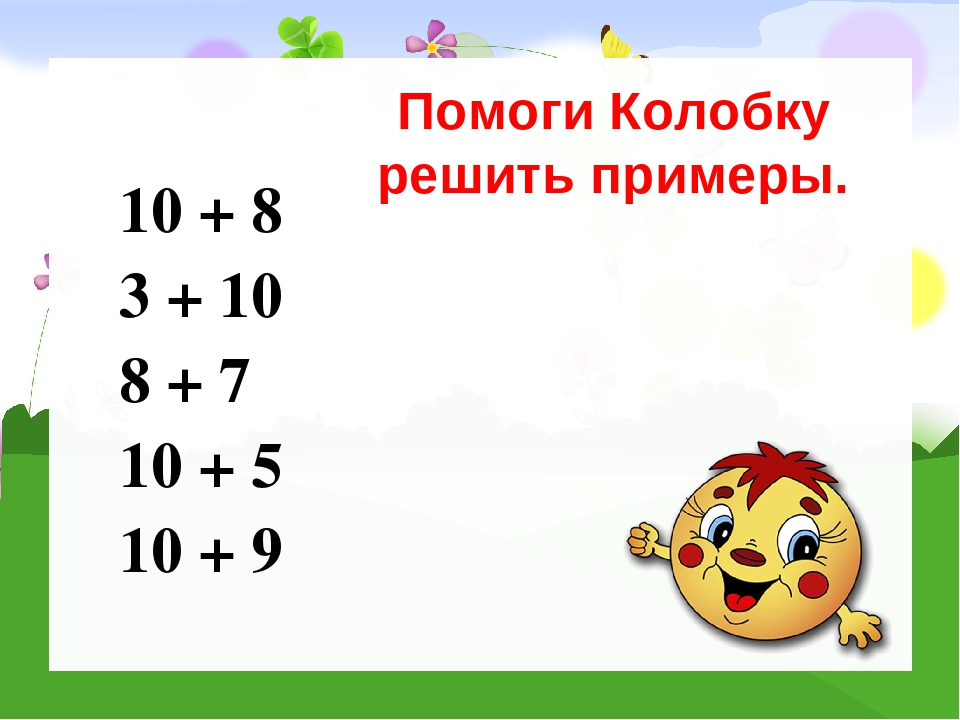 Помоги Колобку
решить примеры.
10 + 8
3 + 10
8 + 7
10 + 5
10 + 9